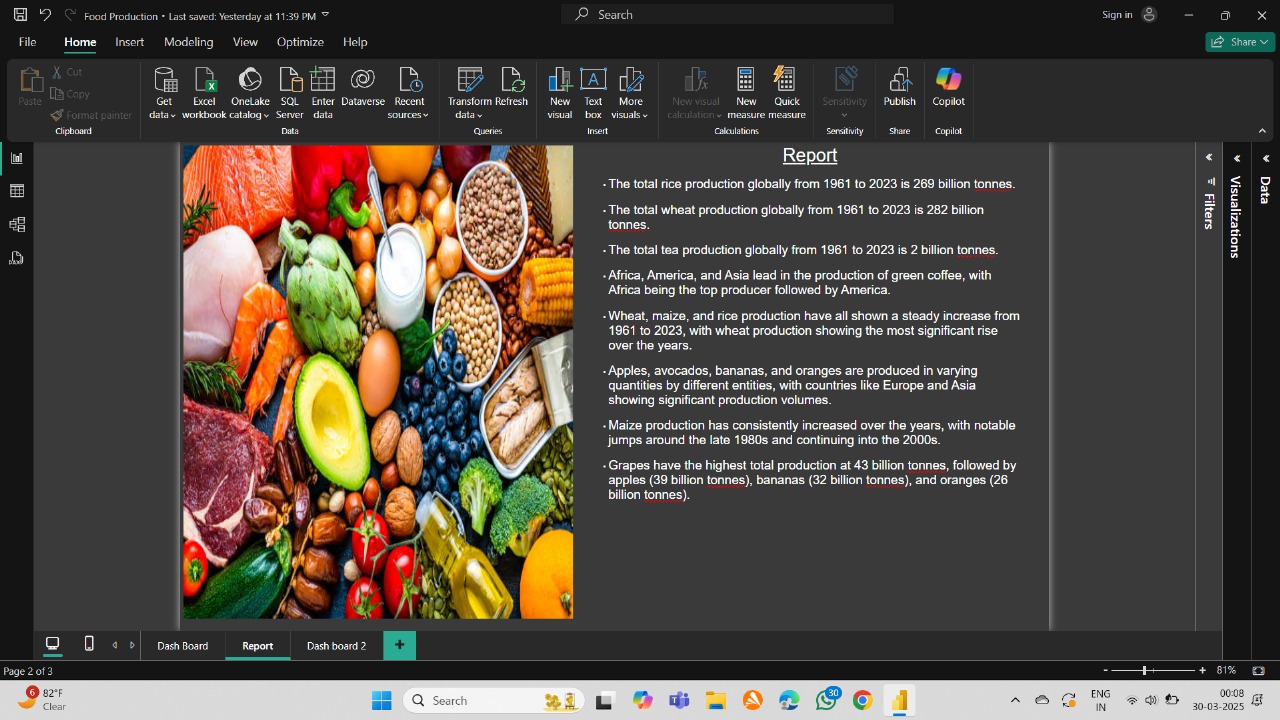 Food Production • Last saved: Yesterday at 11:39 PM
Search
Sign in
File Home Insert Modeling View Optimize Help
Share
Paste
Cut
Copy
Format painter
Clipboard
Get data
Excel workbook
OneLake catalog
SQL Server
Enter data
Dataverse
Recent sources
Data
Transform data
Refresh
Queries
New visual
Text box
More visuals
Insert
New visual calculation
New measure
Quick measure
Calculations
Sensitivity
Sensitivity
Publish
Share
Copilot
Copilot
Report
· The total rice production globally from 1961 to 2023 is 269 billion tonnes.
· The total wheat production globally from 1961 to 2023 is 282 billion
tonnes.
· The total tea production globally from 1961 to 2023 is 2 billion tonnes.
· Africa, America, and Asia lead in the production of green coffee, with
Africa being the top producer followed by America.
· Wheat, maize, and rice production have all shown a steady increase from
1961 to 2023, with wheat production showing the most significant rise
over the years.
· Apples, avocados, bananas, and oranges are produced in varying
quantities by different entities, with countries like Europe and Asia
showing significant production volumes.
· Maize production has consistently increased over the years, with notable
jumps around the late 1980s and continuing into the 2000s.
· Grapes have the highest total production at 43 billion tonnes, followed by
apples (39 billion tonnes), bananas (32 billion tonnes), and oranges (26
billion tonnes).
Filters
Visualizations
Data
Dash Board
Report
Dash board 2
+
Page 2 of 3
- + 81%
6
82°F
Clear
Search
30
ENG
IN
00:08
30-03-2025